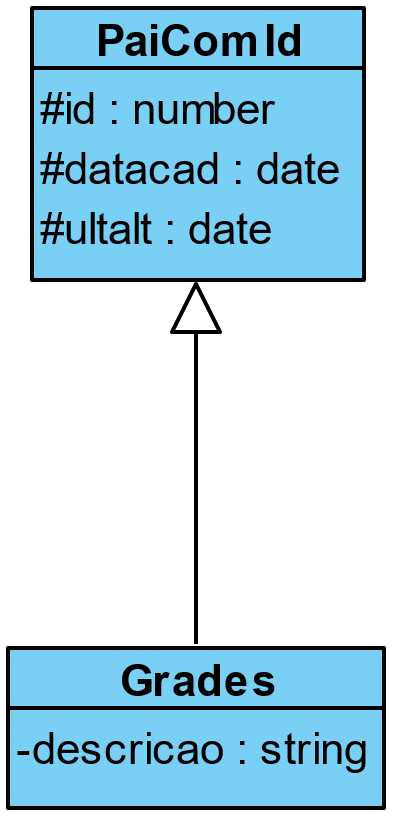 PaiComId
#id : number
#datacad : date
#ultalt : date
Grades
-descricao : string